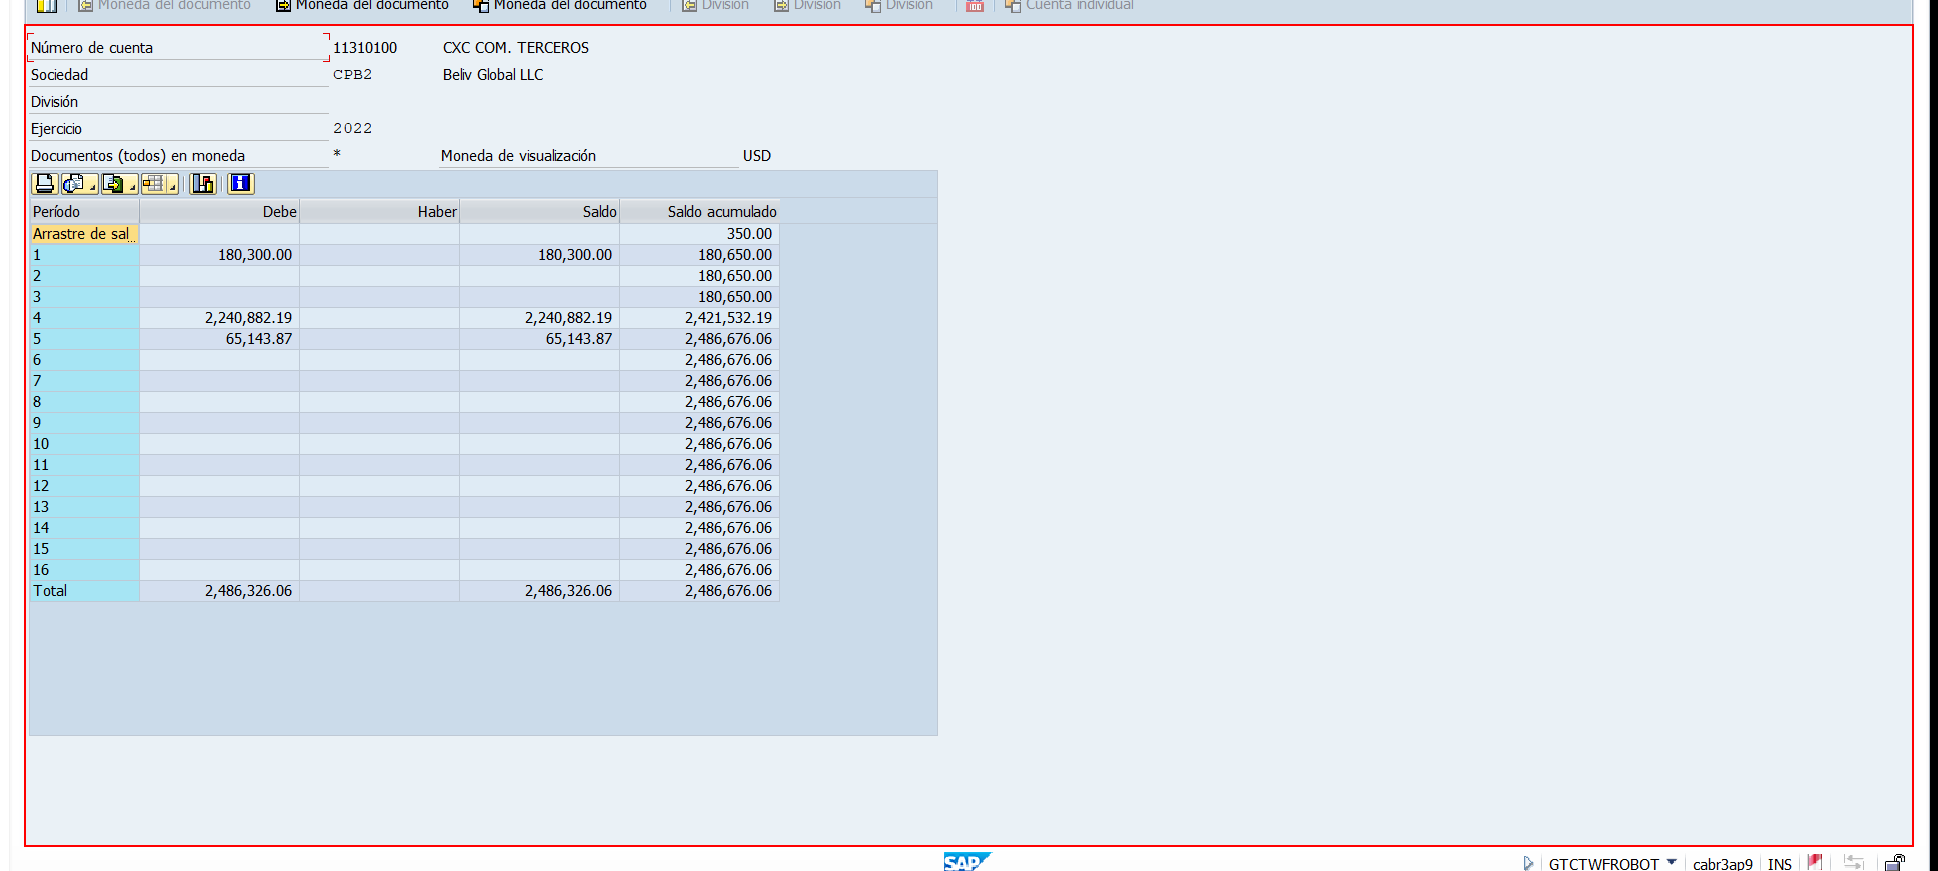 Moneda del documento Moneda del documento Moneda del documento División División División Cuenta individual
Número de cuenta 11310100 CXC COM. TERCEROS
Sociedad CPB2 Beliv Global LLC
División
Ejercicio 2022
Documentos (todos) en moneda * Moneda de visualización USD
Período Debe Haber Saldo Saldo acumulado
Arrastre de sal... 350.00
1 180,300.00 180,300.00 180,650.00
2 180,650.00
3 180,650.00
4 2,240,882.19 2,240,882.19 2,421,532.19
5 65,143.87 65,143.87 2,486,676.06
6 2,486,676.06
7 2,486,676.06
8 2,486,676.06
9 2,486,676.06
10 2,486,676.06
11 2,486,676.06
12 2,486,676.06
13 2,486,676.06
14 2,486,676.06
15 2,486,676.06
16 2,486,676.06
Total 2,486,326.06 2,486,326.06 2,486,676.06
SAP GTCTWFROBOT cabr3ap9 INS